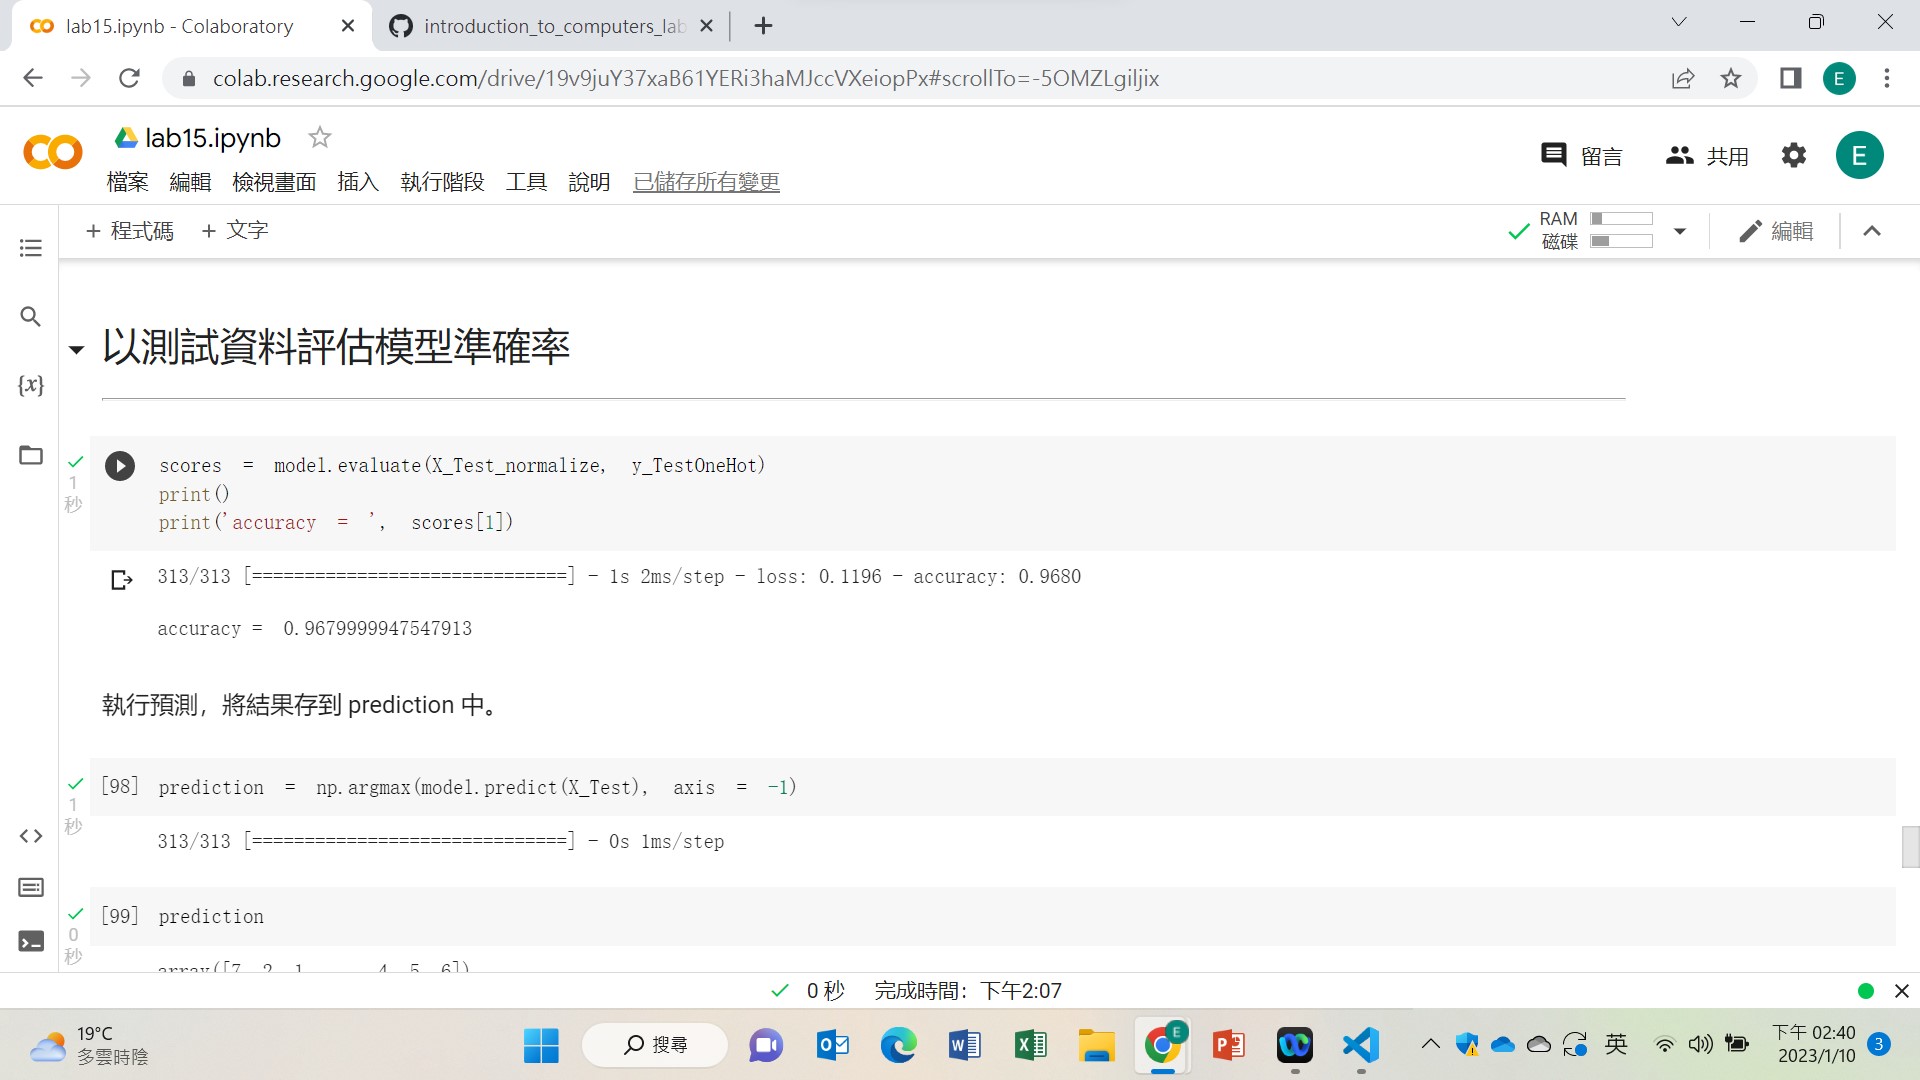 lab15.ipynb - Colaboratory
introduction_to_computers_lab
colab.research.google.com/drive/19v9juY37xaB61YERi3haMJccVXeiopPx#scrollTo=-5OMZLgiljix
E
lab15.ipynb
檔案 編輯 檢視畫面 插入 執行階段 工具 說明 已儲存所有變更
留言 共用 E
+ 程式碼 + 文字
RAM
磁碟
編輯
以測試資料評估模型準確率
{x}
1
秒
scores = model.evaluate(X_Test_normalize, y_TestOneHot)
print()
print('accuracy = ', scores[1])
313/313 [==============================] - 1s 2ms/step - loss: 0.1196 - accuracy: 0.9680
accuracy = 0.9679999947547913
執行預測，將結果存到 prediction 中。
1
秒
[98] prediction = np.argmax(model.predict(X_Test), axis = -1)
313/313 [==============================] - 0s 1ms/step
0
秒
[99] prediction
array([7, 2, 1, ..., 4, 5, 6])
0 秒 完成時間：下午2:07
19°C
多雲時陰
搜尋
英
下午 02:40
2023/1/10
3